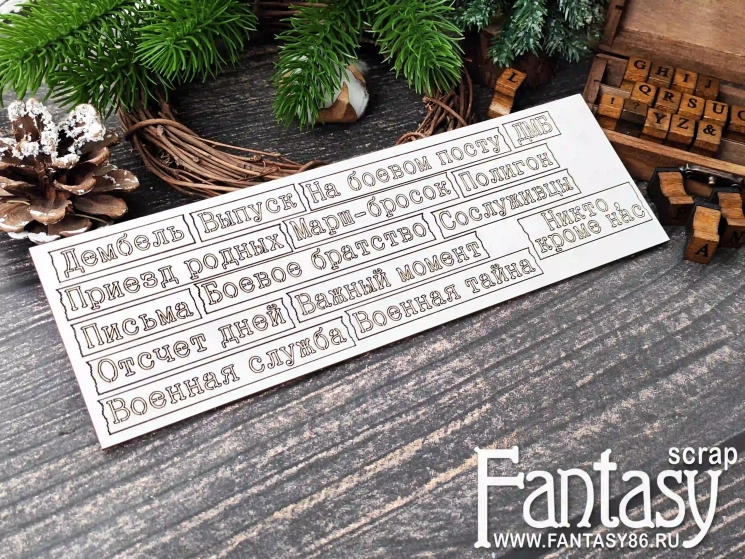 Дембель Выпуск На боевом посту ДМБ
Приезд родных Марш-бросок Полигон
Письма Боевое братство Сослуживцы
Отсчет дней Важный момент Никто
кроме нас
Военная служба Военная тайна
L
G H I J
Q R S U
X Y Z &
A
scrap
Fantasy
WWW.FANTASY86.RU